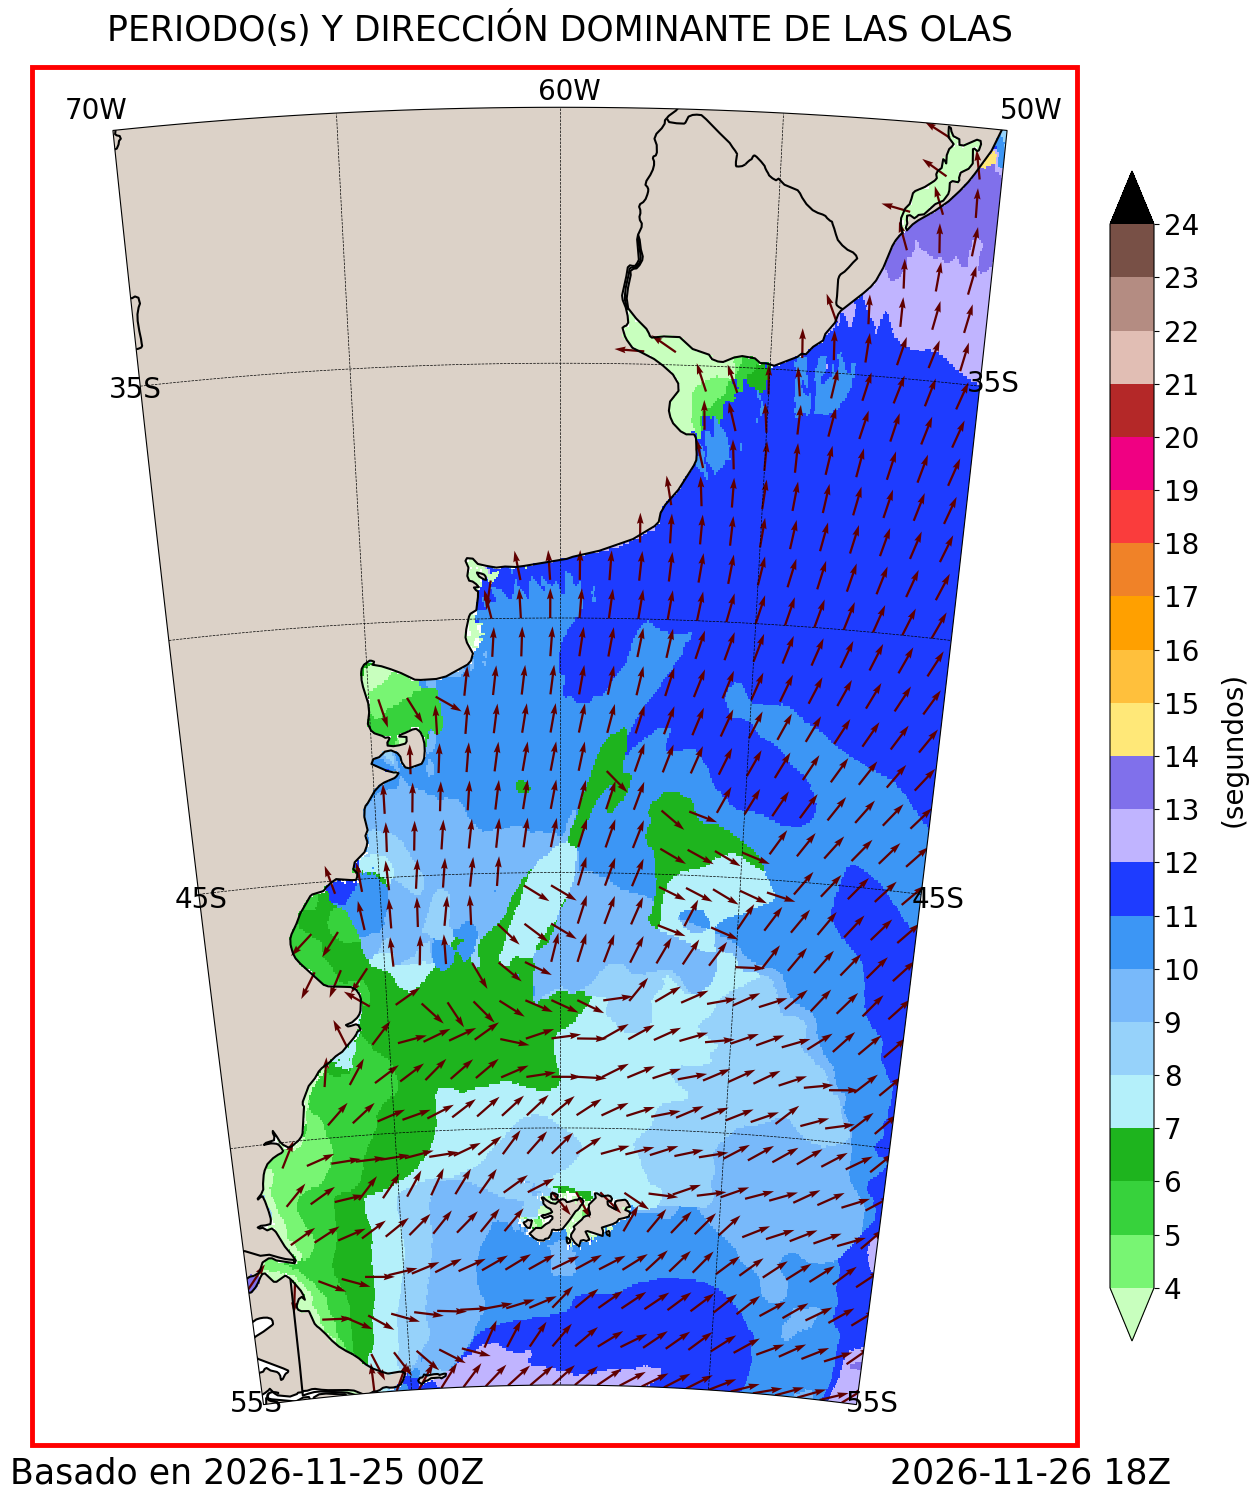 PERIODO(s) Y DIRECCIÓN DOMINANTE DE LAS OLAS
70W
60W
50W
35S
35S
45S
45S
55S
55S
24
23
22
21
20
19
18
17
16
15
14
13
12
11
10
9
8
7
6
5
4
(segundos)
Basado en 2026-11-25 00Z
2026-11-26 18Z